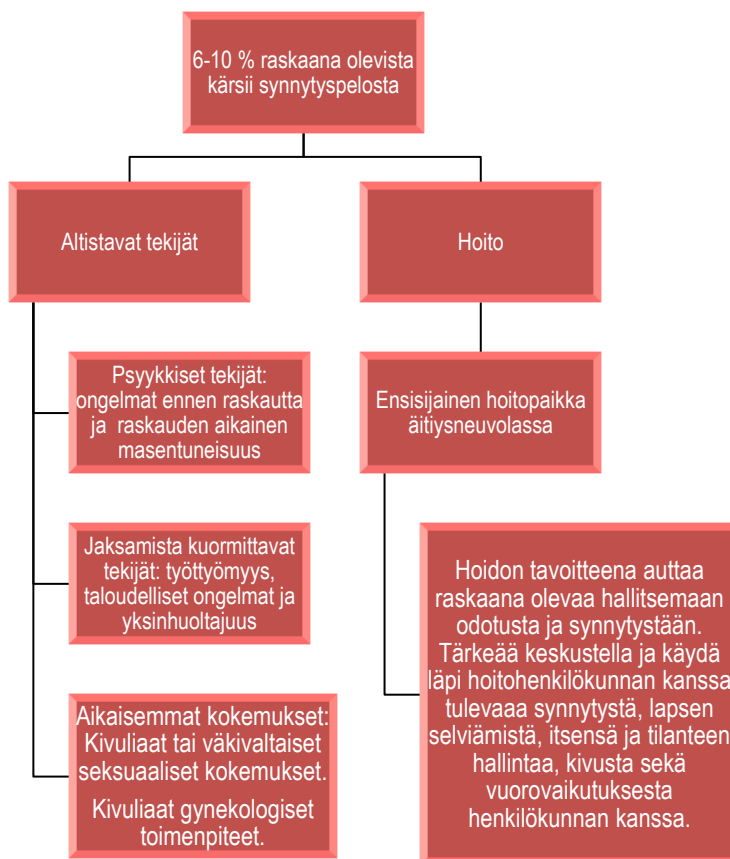 6-10 % raskaana olevista
kärsii synnytyspelosta
Altistavat tekijät
Hoito
Psyykkiset tekijät:
ongelmat ennen raskautta
ja raskauden aikainen
masentuneisuus
Ensisijainen hoitopaikka
äitiysneuvolassa
Jaksamista kuormittavat
tekijät: työttömyys,
taloudelliset ongelmat ja
yksinhuoltajuus
Hoidon tavoitteena auttaa
raskaana olevaa hallitsemaan
odotusta ja synnytystään.
Tärkeää keskustella ja käydä
läpi hoitohenkilökunnan kanssa
tulevaaa synnytystä, lapsen
selviämistä, itsensä ja tilanteen
hallintaa, kivusta sekä
vuorovaikutuksesta
henkilökunnan kanssa.
Aikaisemmat kokemukset:
Kivuliaat tai väkivaltaiset
seksuaaliset kokemukset.
Kivuliaat gynekologiset
toimenpiteet.